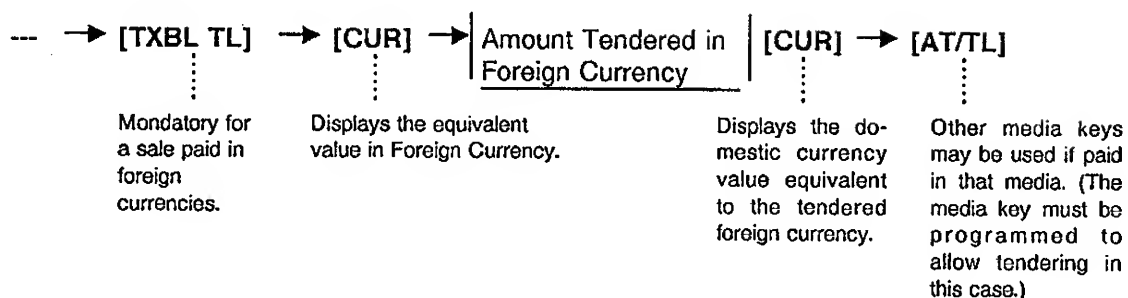 --- → [TXBL TL] → [CUR] → Amount Tendered in Foreign Currency [CUR] → [AT/TL]
Mondatory for a sale paid in foreign currencies.
Displays the equivalent value in Foreign Currency.
Displays the do-
mestic currency
value equivalent
to the tendered
foreign currency.
Other media keys
may be used if paid
in that media. (The
media key must be
programmed to
allow tendering in
this case.)